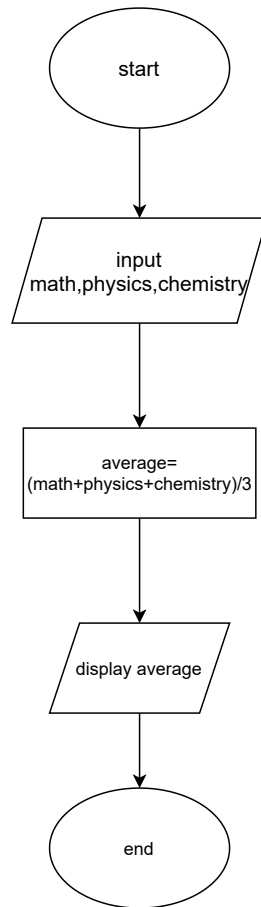 start
input
math,physics,chemistry
average=
(math+physics+chemistry)/3
display average
end